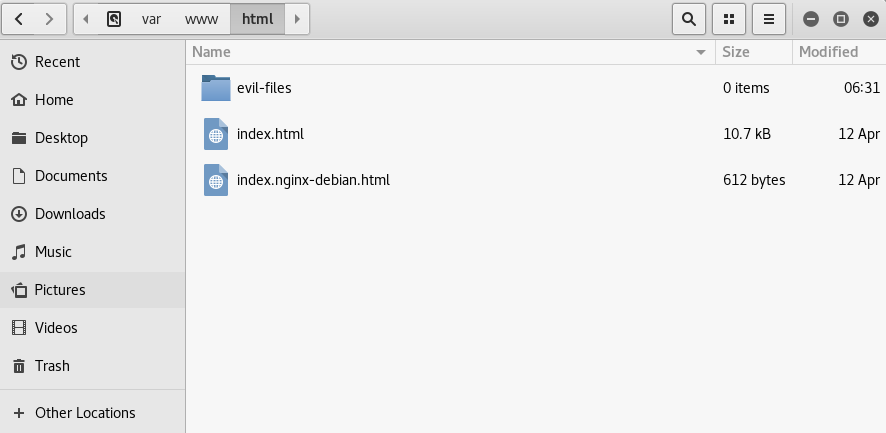 var www html
Name Size Modified
Recent
Home
Desktop
Documents
Downloads
Music
Pictures
Videos
Trash
Other Locations
evil-files 0 items 06:31
index.html 10.7 kB 12 Apr
index.nginx-debian.html 612 bytes 12 Apr